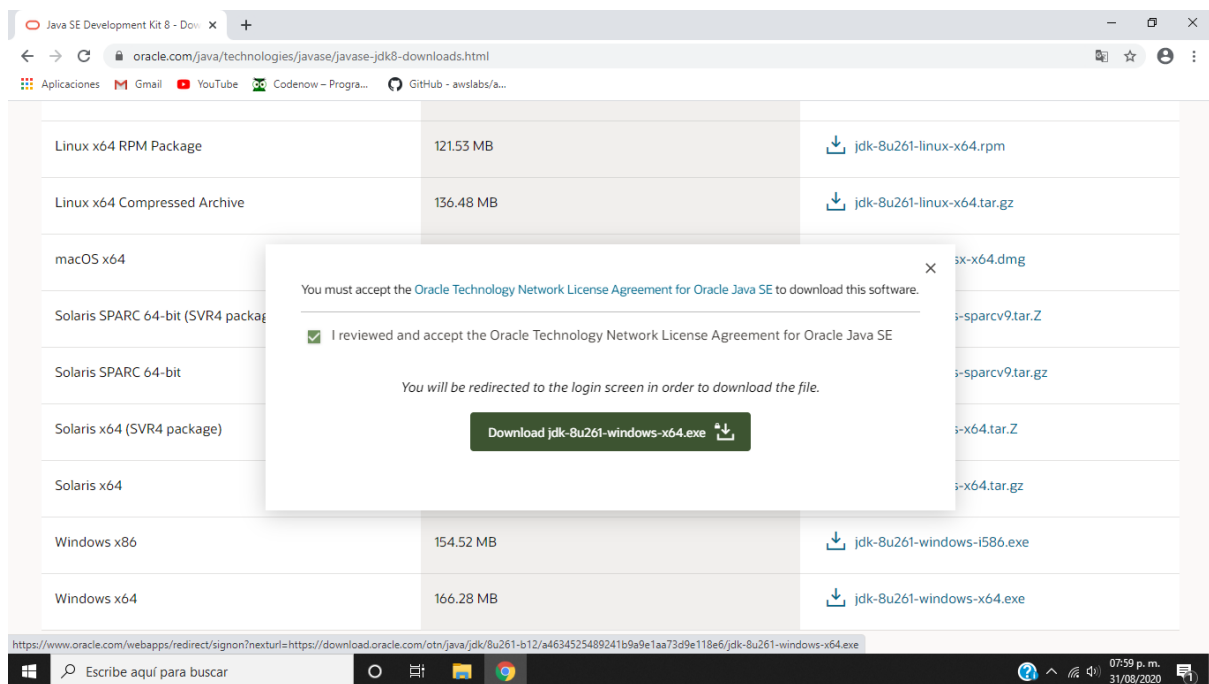 Java SE Development Kit 8 - Dov
oracle.com/java/technologies/javase/javase-jdk8-downloads.html
Aplicaciones Gmail YouTube Codenow – Progra... GitHub - awslabs/a...
Linux x64 RPM Package 121.53 MB jdk-8u261-linux-x64.rpm
Linux x64 Compressed Archive 136.48 MB jdk-8u261-linux-x64.tar.gz
macOS x64 sx-x64.dmg
You must accept the Oracle Technology Network License Agreement for Oracle Java SE to download this software.
Solaris SPARC 64-bit (SVR4 packag s-sparcv9.tar.Z
I reviewed and accept the Oracle Technology Network License Agreement for Oracle Java SE
Solaris SPARC 64-bit s-sparcv9.tar.gz
You will be redirected to the login screen in order to download the file.
Solaris x64 (SVR4 package) s-x64.tar.Z
Download jdk-8u261-windows-x64.exe
Solaris x64 s-x64.tar.gz
Windows x86 154.52 MB jdk-8u261-windows-i586.exe
Windows x64 166.28 MB jdk-8u261-windows-x64.exe
https://www.oracle.com/webapps/redirect/signon?nexturl=https://download.oracle.com/otn/java/jdk/8u261-b12/a4634525489241b9a9e1aa73d9e118e6/jdk-8u261-windows-x64.exe
Escribe aquí para buscar
07:59 p. m.
31/08/2020